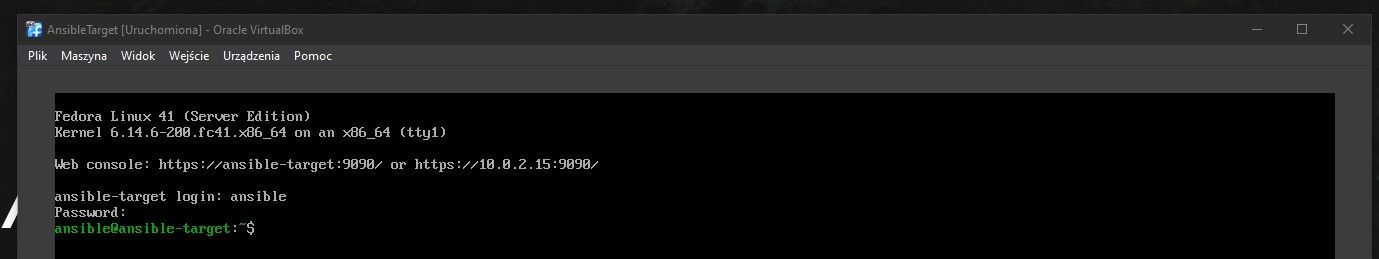 AnsibleTarget [Uruchomiona] - Oracle VirtualBox
Plik Maszyna Widok Wejście Urządzenia Pomoc
Fedora Linux 41 (Server Edition)
Kernel 6.14.6-200.fc41.x86_64 on an x86_64 (tty1)
Web console: https://ansible-target:9090/ or https://10.0.2.15:9090/
ansible-target login: ansible
Password:
ansible@ansible-target:~$